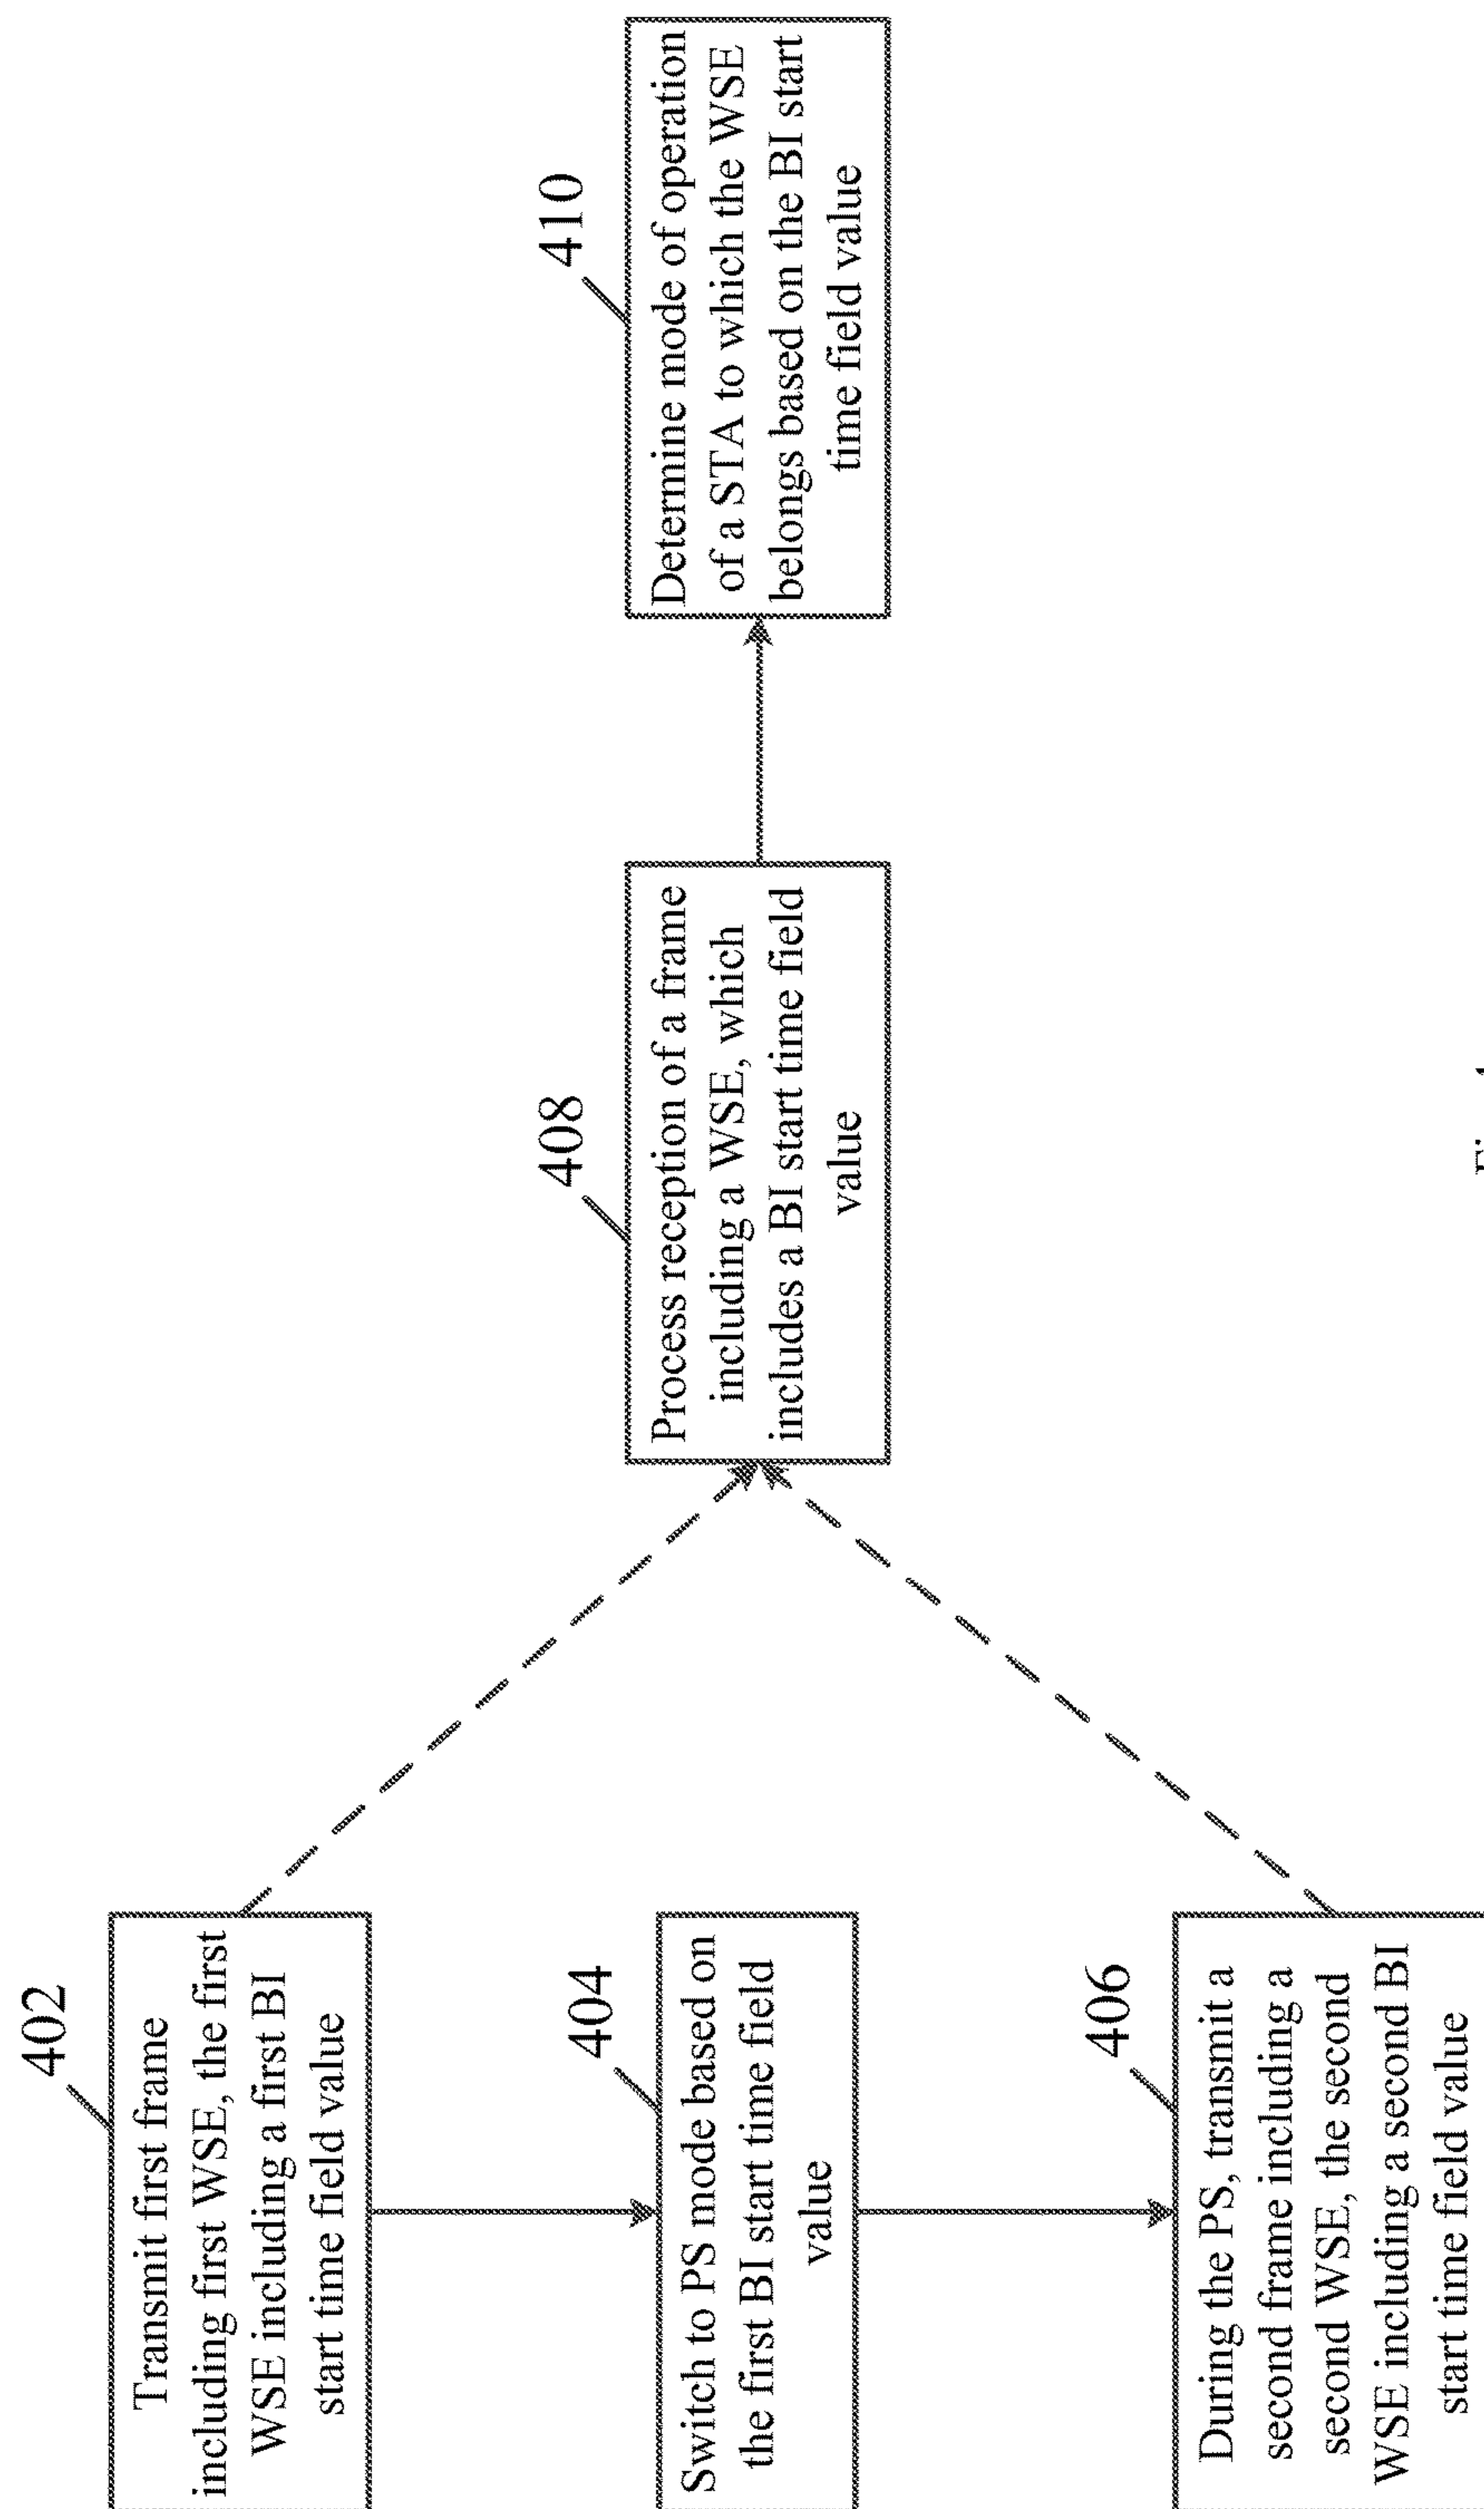 402
Transmit first frame
including first WSE, the first
WSE including a first BI
start time field value
404
Switch to PS mode based on
the first BI start time field
value
406
During the PS, transmit a
second frame including a
second WSE, the second
WSE including a second BI
start time field value
408
Process reception of a frame
including a WSE, which
includes a BI start time field
value
410
Determine mode of operation
of a STA to which the WSE
belongs based on the BI start
time field value